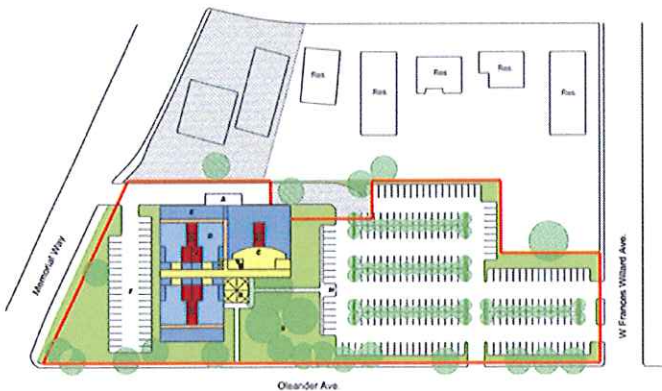 Res.
Res.
Res.
Res.
Res.
A
E
D
C
F
Memorial Way
W Frances Willard Ave.
Oleander Ave.